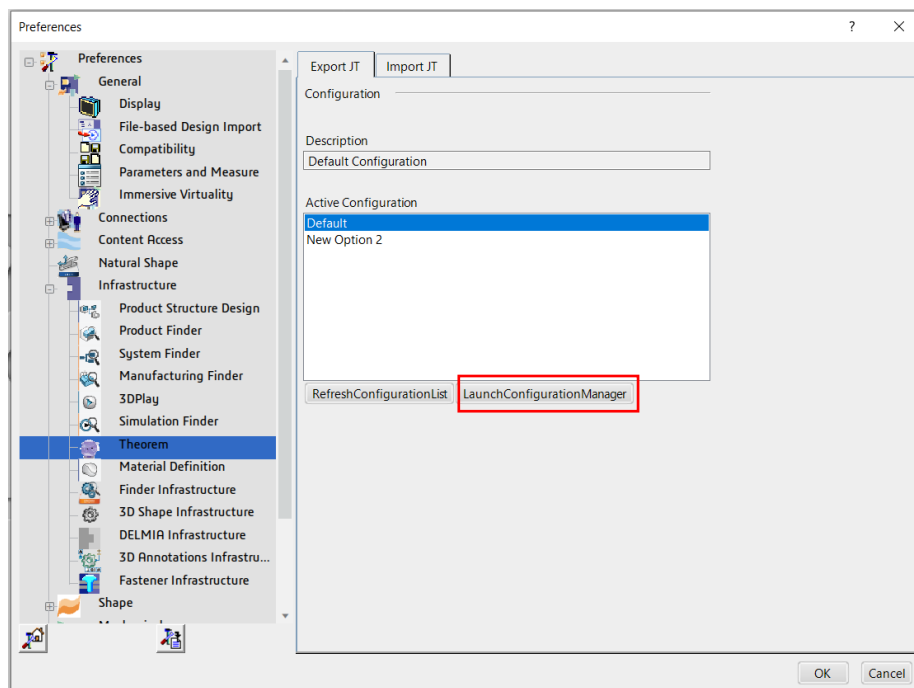 Preferences
?
Preferences
General
Display
File-based Design Import
Compatibility
Parameters and Measure
Immersive Virtuality
Connections
Content Access
Natural Shape
Infrastructure
Product Structure Design
Product Finder
System Finder
Manufacturing Finder
3DPlay
Simulation Finder
Theorem
Material Definition
Finder Infrastructure
3D Shape Infrastructure
DELMIA Infrastructure
3D Annotations Infrastru...
Fastener Infrastructure
Shape
Export JT
Import JT
Configuration
Description
Default Configuration
Active Configuration
Default
New Option 2
RefreshConfigurationList
LaunchConfigurationManager
OK
Cancel